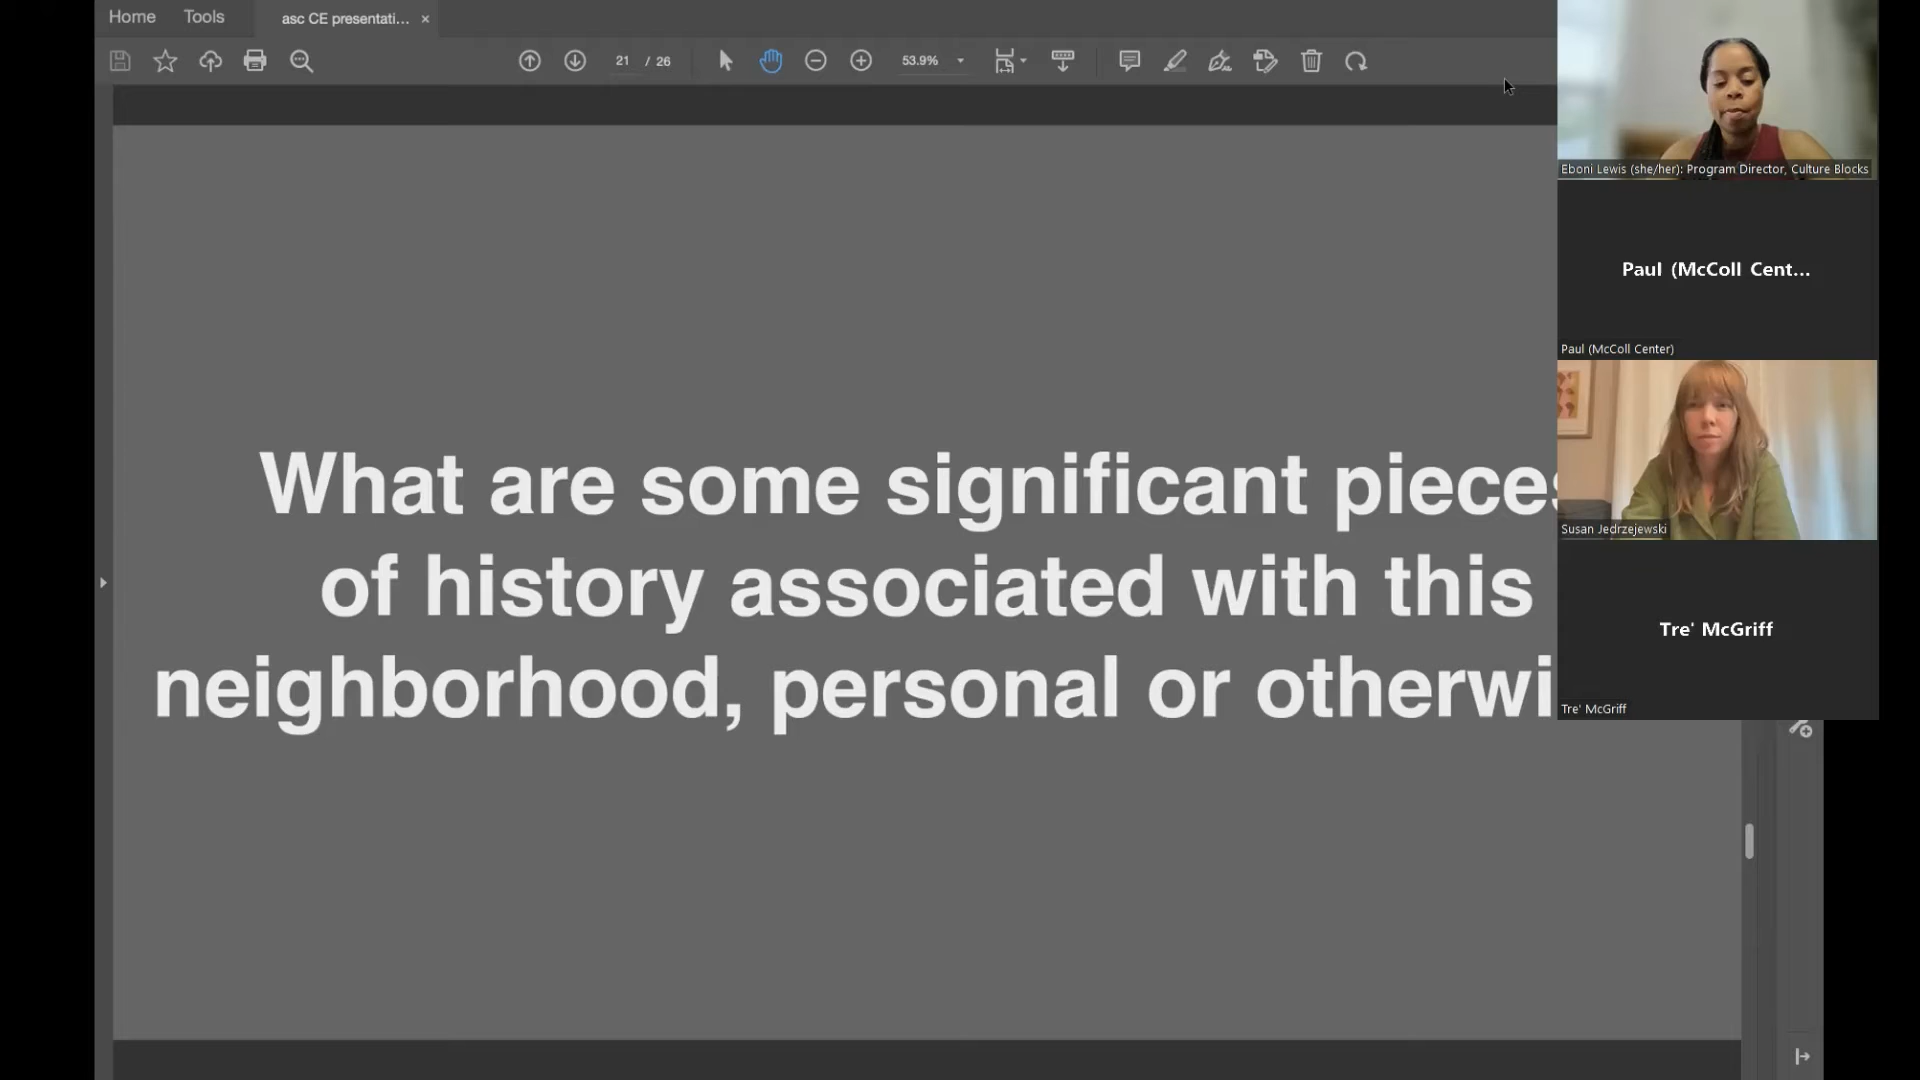 Home Tools asc CE presentati... ×
21 / 26 53.9%
What are some significant pieces
of history associated with this
neighborhood, personal or otherwi
Eboni Lewis (she/her): Program Director, Culture Blocks
Paul (McColl Cent...
Paul (McColl Center)
Susan Jedrzejewski
Tre' McGriff
Tre' McGriff